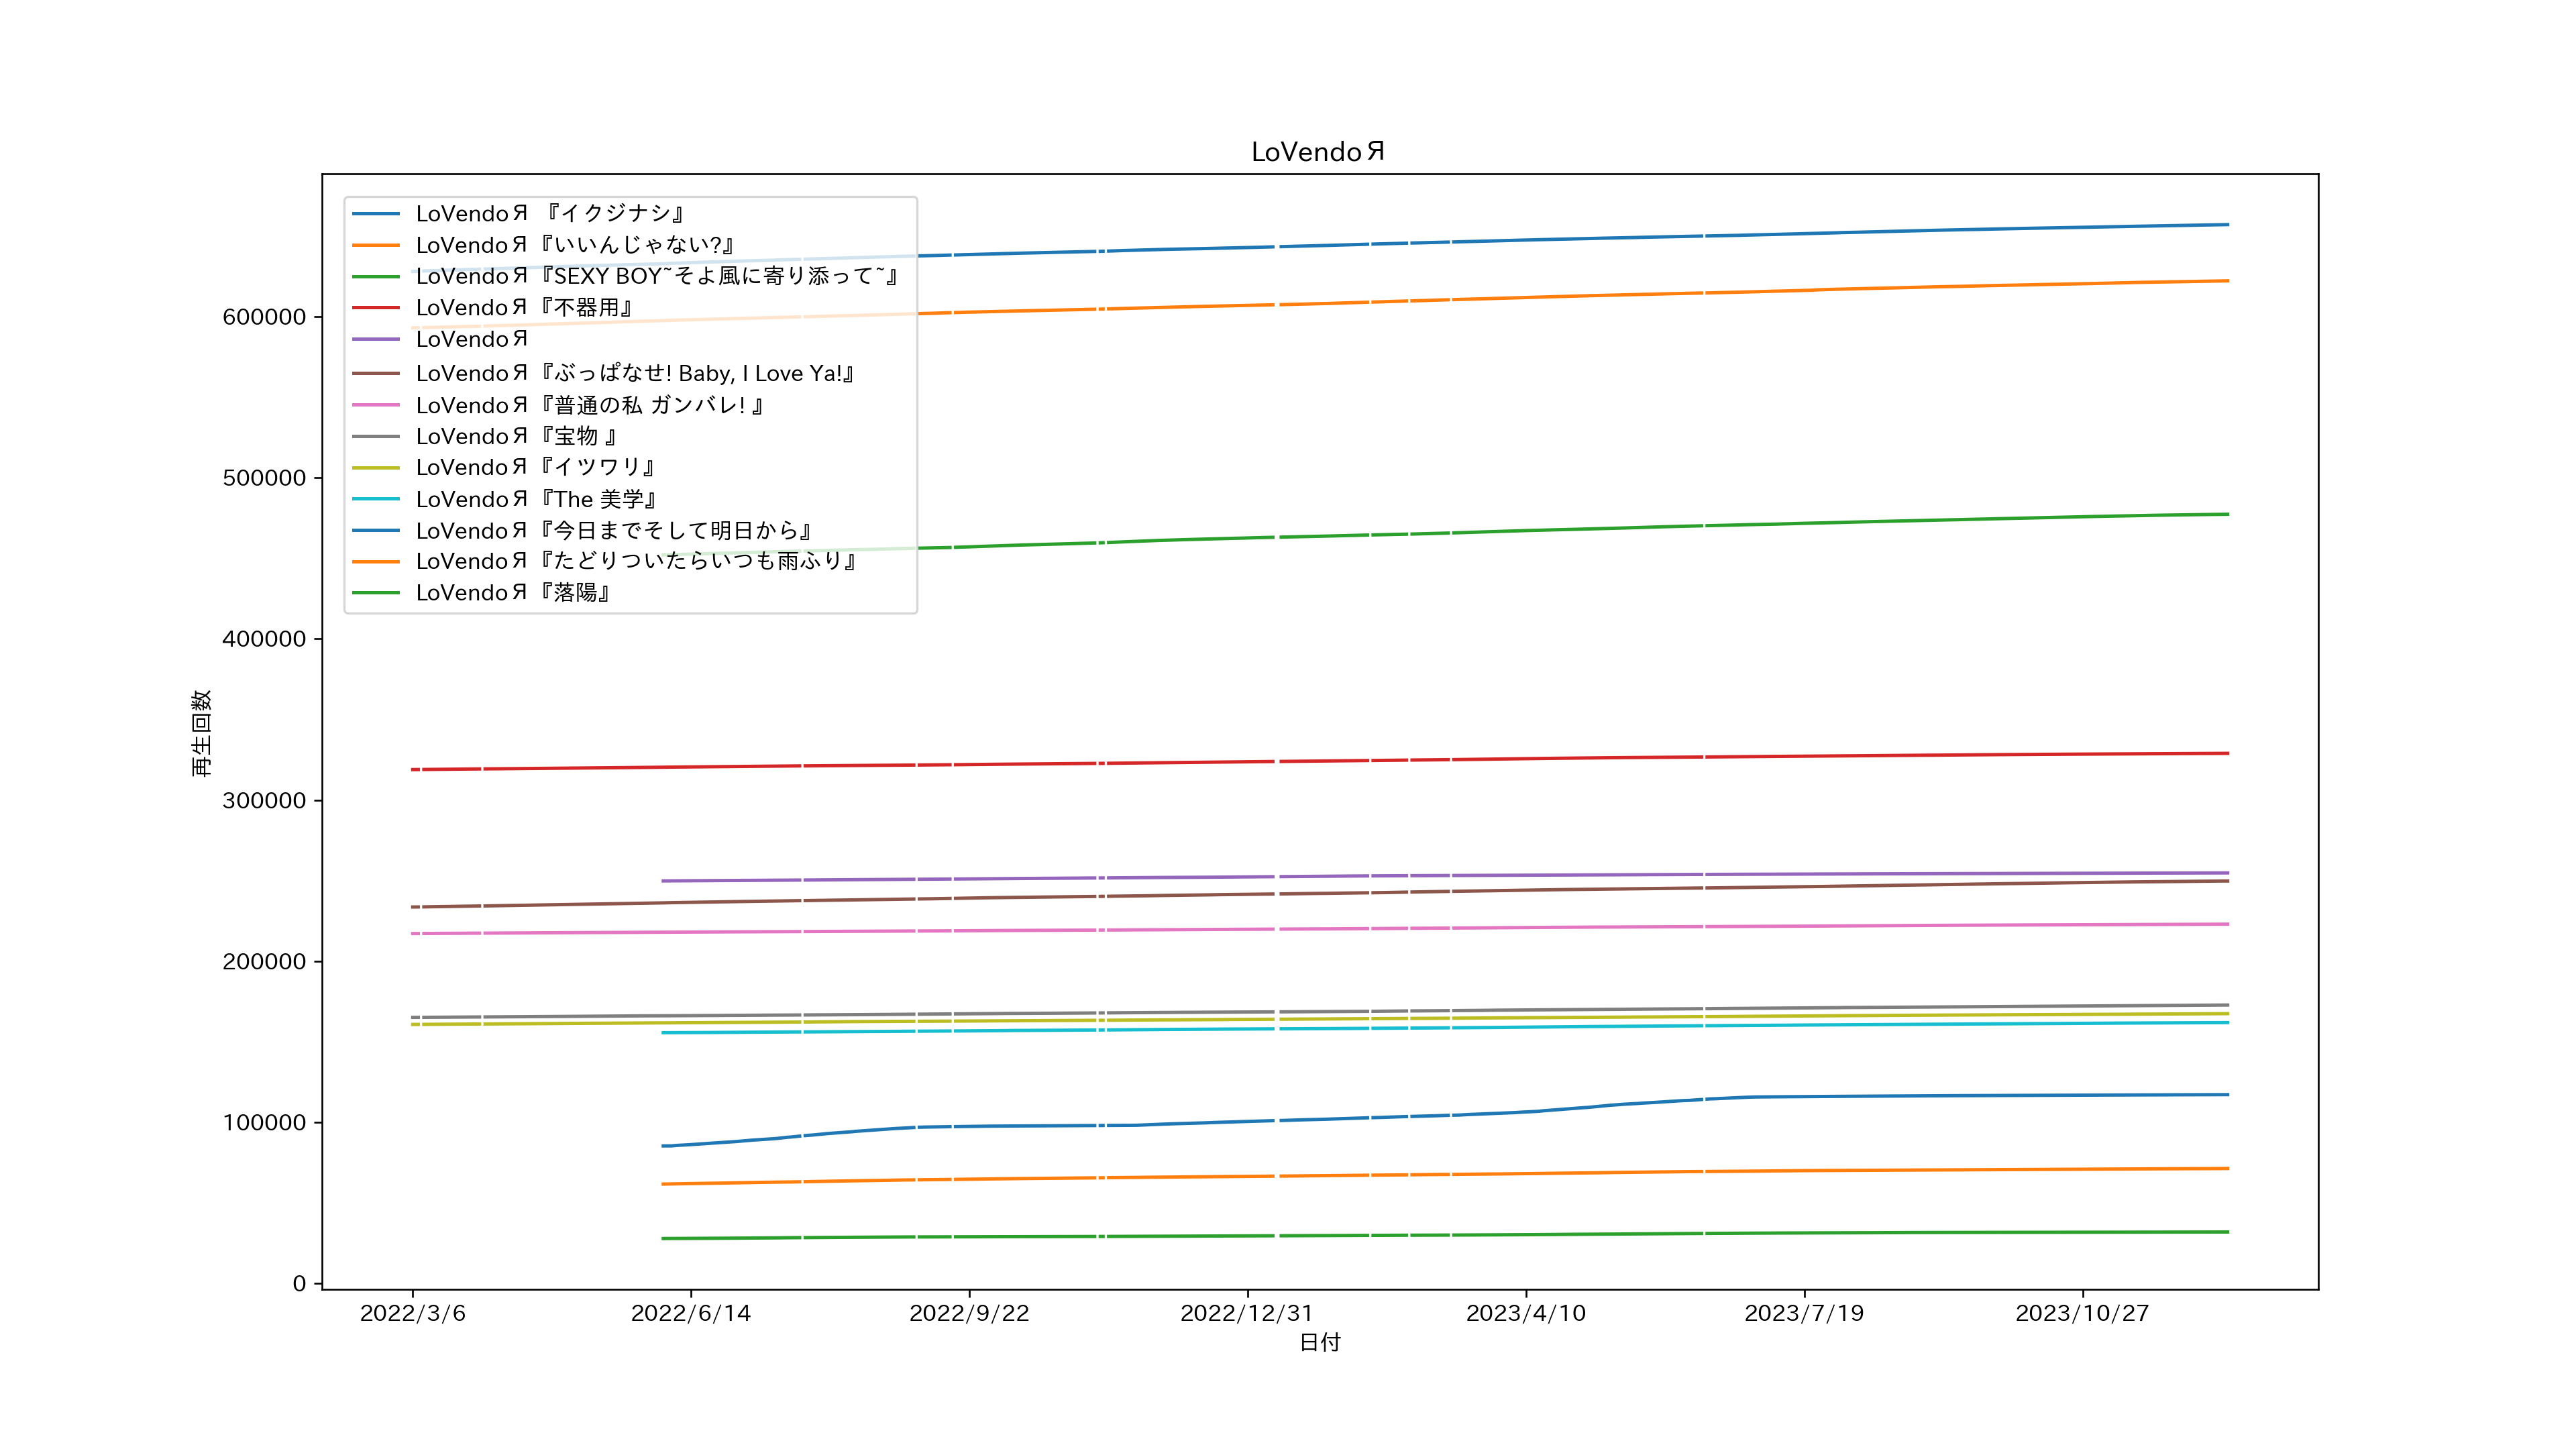 LoVendoЯ
LoVendoЯ 『イクジナシ』
LoVendoЯ『いいんじゃない?』
LoVendoЯ『SEXY BOY~そよ風に寄り添って~』
LoVendoЯ『不器用』
LoVendoЯ
LoVendoЯ『ぶっぱなせ! Baby, I Love Ya!』
LoVendoЯ『普通の私 ガンバレ! 』
LoVendoЯ『宝物 』
LoVendoЯ『イツワリ』
LoVendoЯ『The 美学』
LoVendoЯ『今日までそして明日から』
LoVendoЯ『たどりついたらいつも雨ふり』
LoVendoЯ『落陽』
再生回数
600000
500000
400000
300000
200000
100000
0
2022/3/6 2022/6/14 2022/9/22 2022/12/31 2023/4/10 2023/7/19 2023/10/27
日付